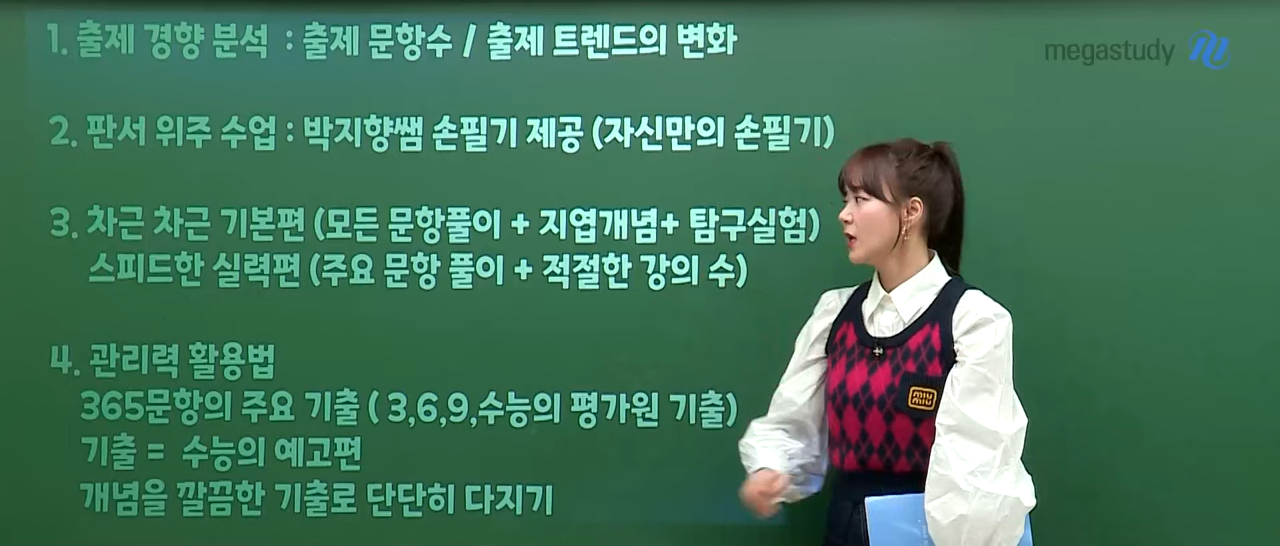 1. 출제 경향 분석 : 출제 문항수 / 출제 트렌드의 변화
megastudy
2. 판서 위주 수업 : 박지향쌤 손필기 제공 (자신만의 손필기)
3. 차근 차근 기본편 (모든 문항풀이 + 지엽개념+ 탐구실험)
스피드한 실력편 (주요 문항 풀이 + 적절한 강의 수)
4. 관리력 활용법
365문항의 주요 기출 ( 3,6,9,수능의 평가원 기출)
기출 = 수능의 예고편
개념을 깔끔한 기출로 단단히 다지기
miu
miu